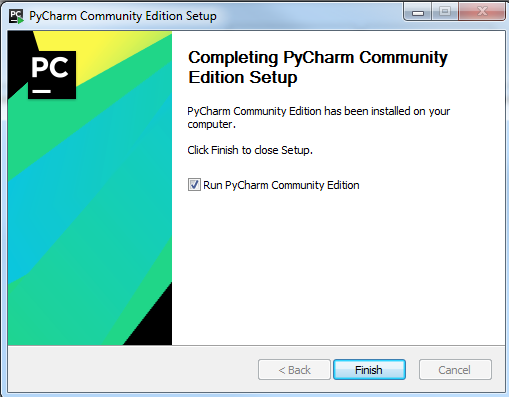 PyCharm Community Edition Setup
PC
PC
Completing PyCharm Community
Edition Setup
PyCharm Community Edition has been installed on your
computer.
Click Finish to close Setup.
Run PyCharm Community Edition
< Back
Finish
Cancel